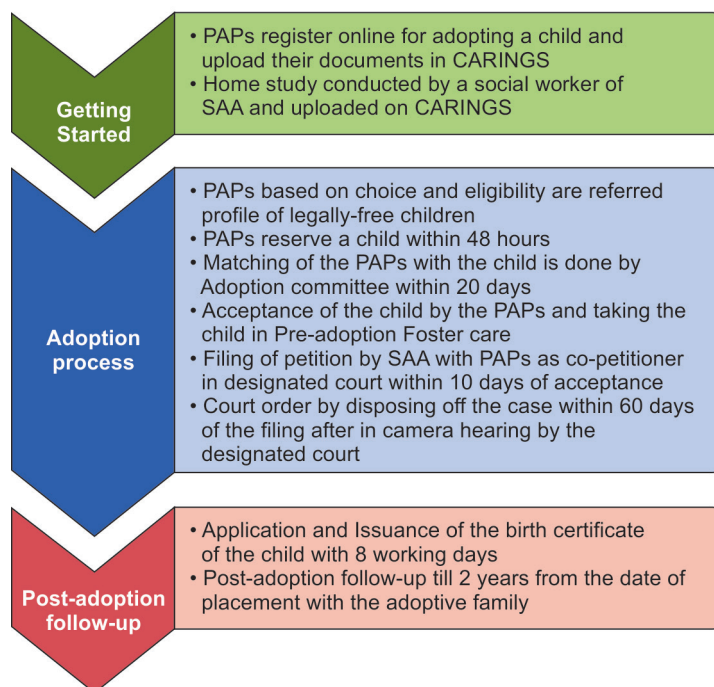 Getting
Started
• PAPs register online for adopting a child and
upload their documents in CARINGS
• Home study conducted by a social worker of
SAA and uploaded on CARINGS
Adoption
process
• PAPs based on choice and eligibility are referred
profile of legally-free children
• PAPs reserve a child within 48 hours
• Matching of the PAPs with the child is done by
Adoption committee within 20 days
• Acceptance of the child by the PAPs and taking the
child in Pre-adoption Foster care
• Filing of petition by SAA with PAPs as co-petitioner
in designated court within 10 days of acceptance
• Court order by disposing off the case within 60 days
of the filing after in camera hearing by the
designated court
Post-adoption
follow-up
• Application and Issuance of the birth certificate
of the child with 8 working days
• Post-adoption follow-up till 2 years from the date of
placement with the adoptive family